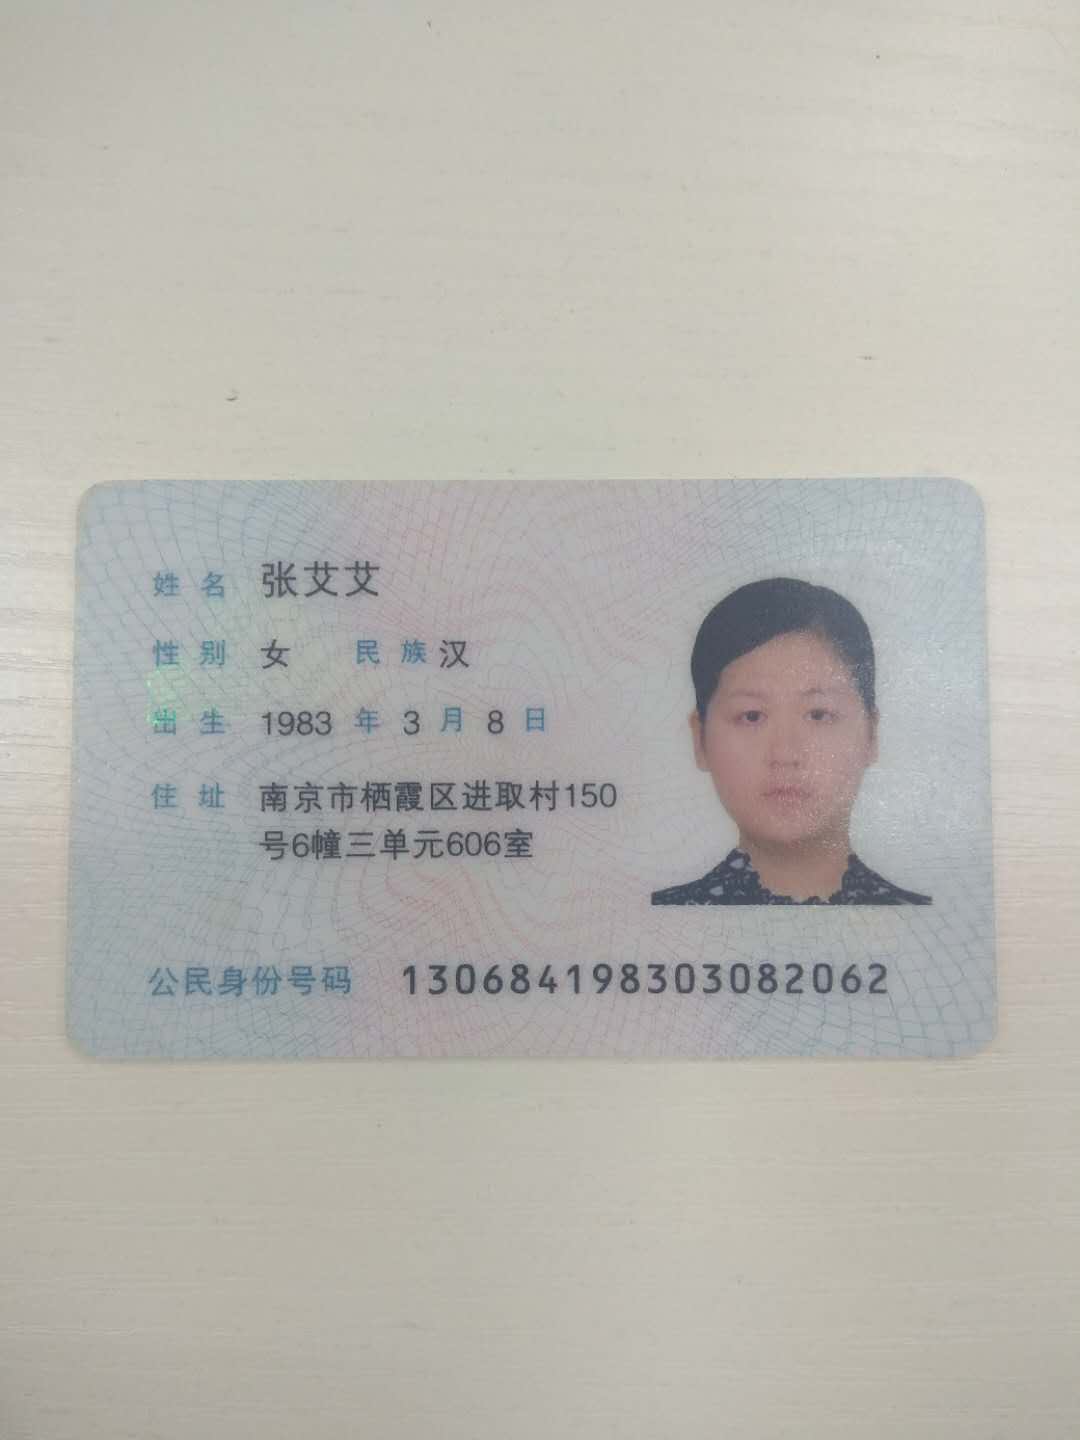 姓名 张艾艾
性别 女 民族 汉
出生 1983 年 3 月 8 日
住址 南京市栖霞区进取村150
号6幢三单元606室
公民身份号码 130684198303082062